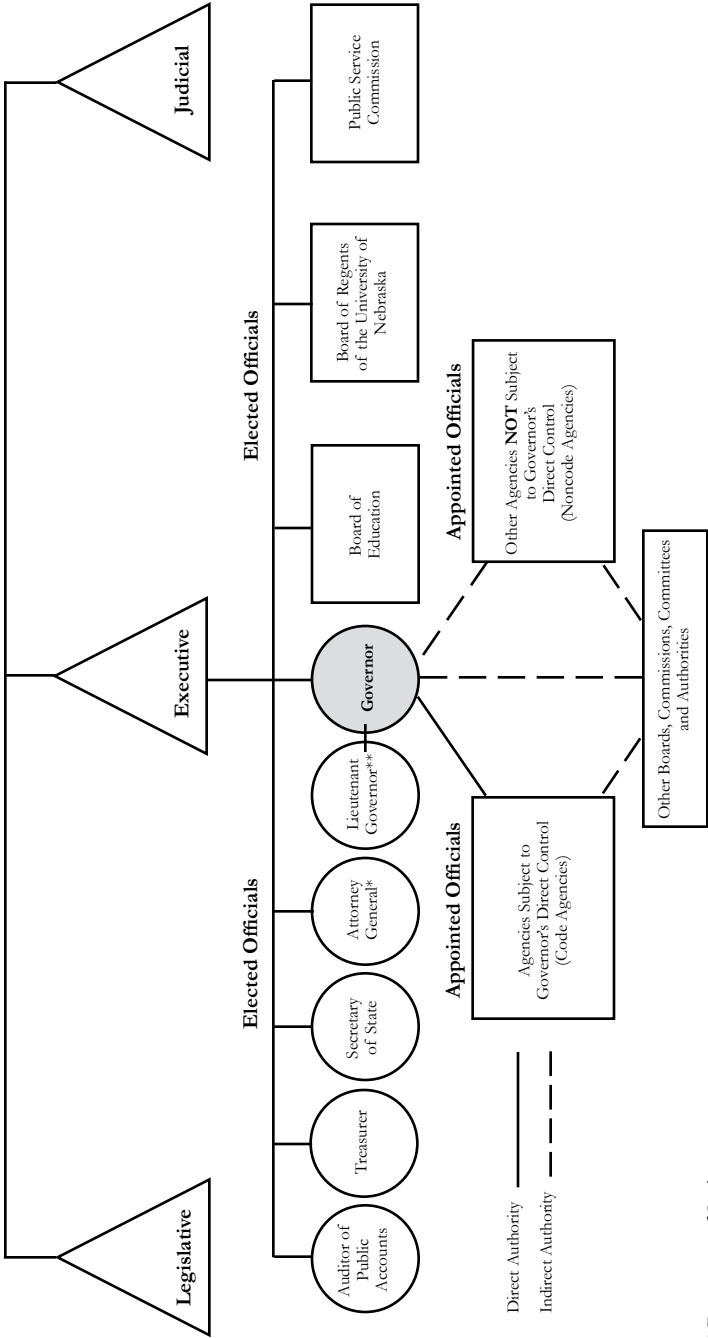 Legislative
Executive
Judicial
Elected Officials
Elected Officials
Auditor of
Public
Accounts
Treasurer
Secretary
of State
Attorney
General*
Lieutenant
Governor**
Governor
Board of
Education
Board of Regents
of the University of
Nebraska
Public Service
Commission
Appointed Officials
Appointed Officials
Agencies Subject to
Governor's Direct Control
(Code Agencies)
Other Agencies NOT Subject
to Governor's
Direct Control
(Noncode Agencies)
Other Boards, Commissions, Committees
and Authorities
Direct Authority
Indirect Authority